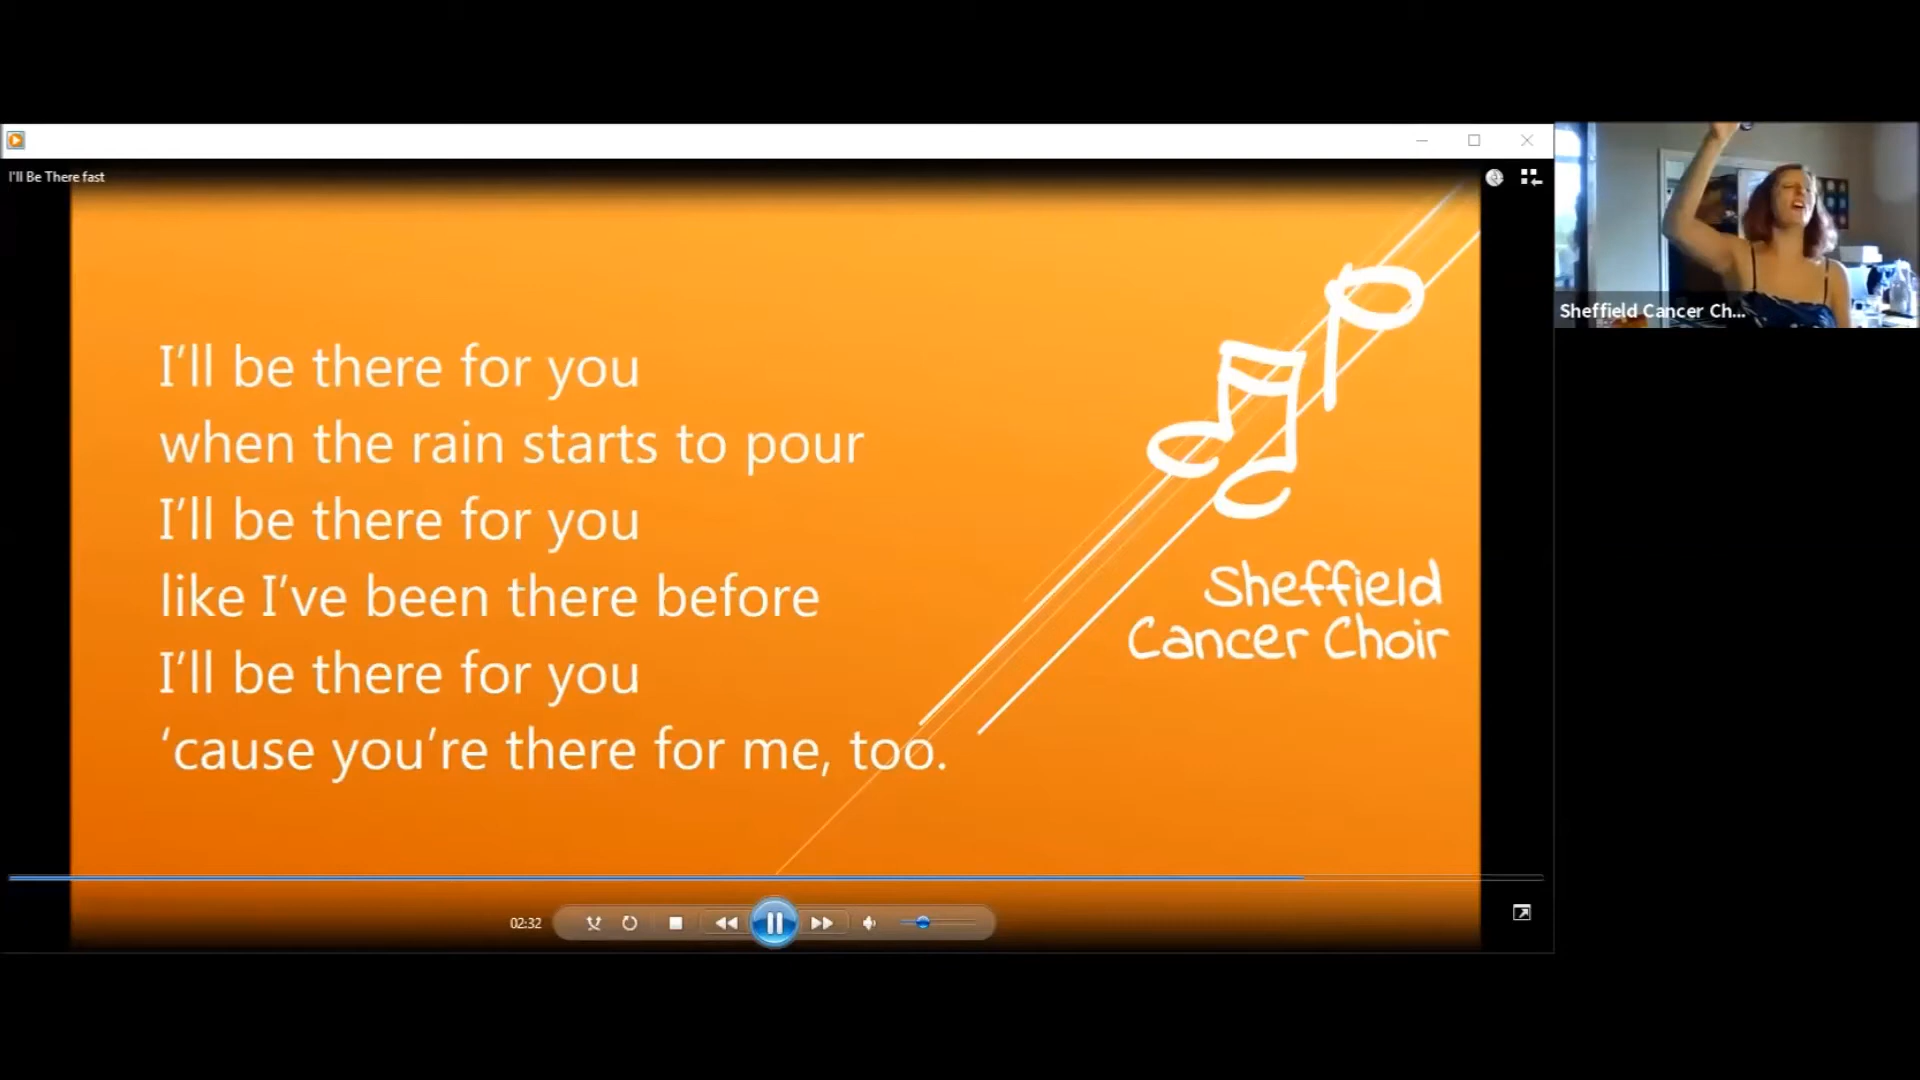 I'll Be There fast
I’ll be there for you
when the rain starts to pour
I’ll be there for you
like I’ve been there before
I’ll be there for you
‘cause you’re there for me, too.
Sheffield
Cancer Choir
Sheffield Cancer Ch...
02:32